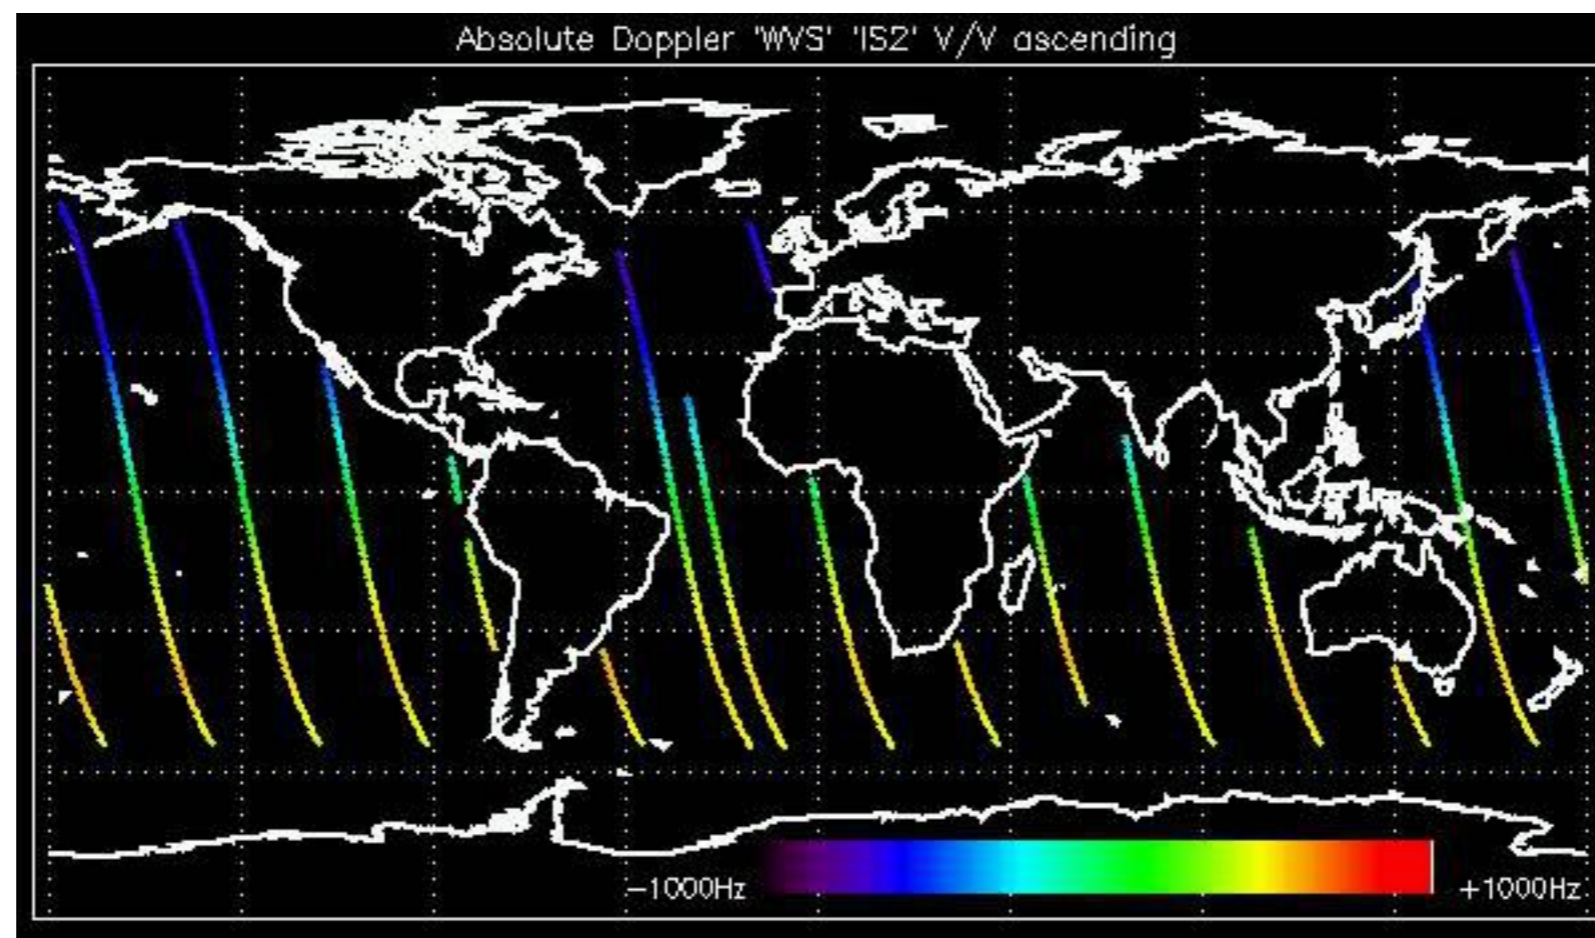 Absolute Doppler 'WVS' 'IS2' V/V ascending
-1000Hz +1000Hz